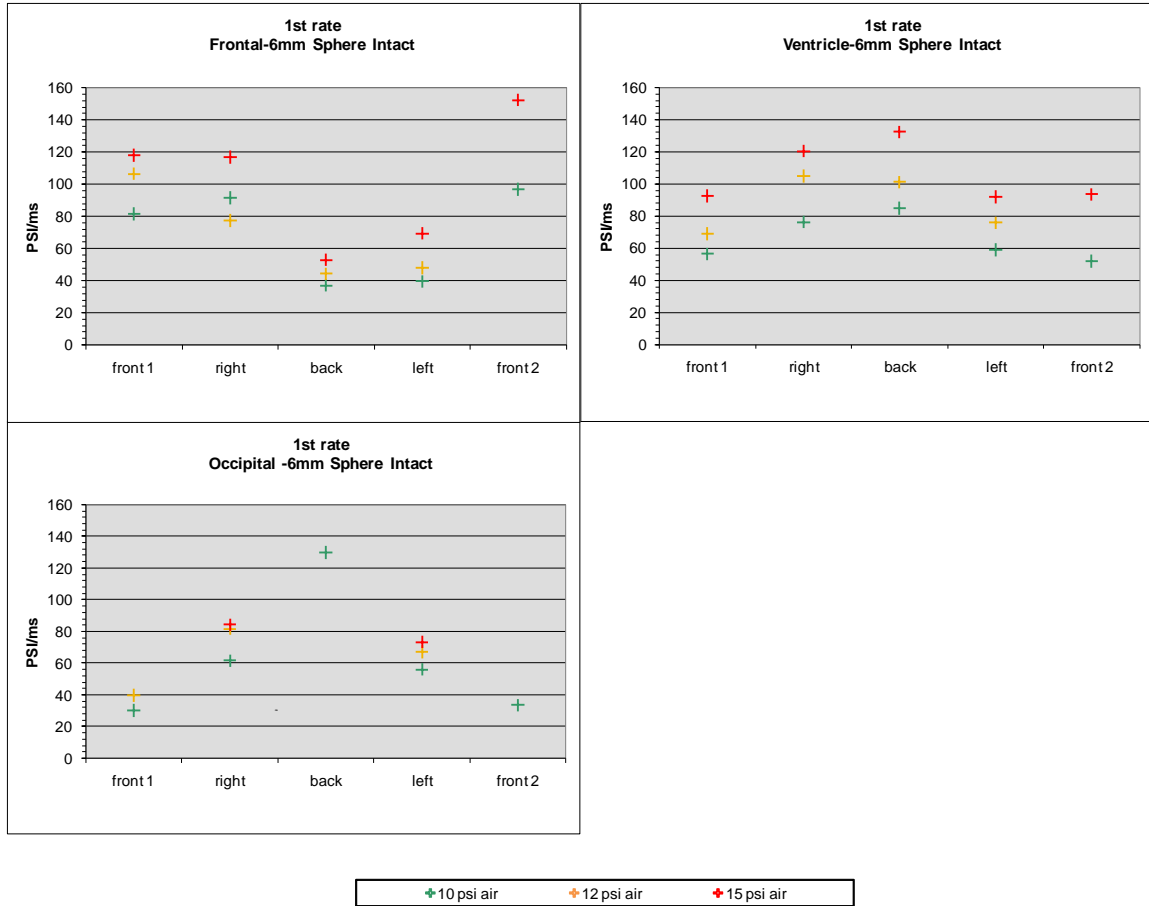 1st rate
Frontal-6mm Sphere Intact
160
140
120
100
80
60
40
20
0
PSI/ms
front 1 right back left front 2
1st rate
Ventricle-6mm Sphere Intact
160
140
120
100
80
60
40
20
0
PSI/ms
front 1 right back left front 2
1st rate
Occipital -6mm Sphere Intact
160
140
120
100
80
60
40
20
0
PSI/ms
front 1 right back left front 2
10 psi air 12 psi air 15 psi air